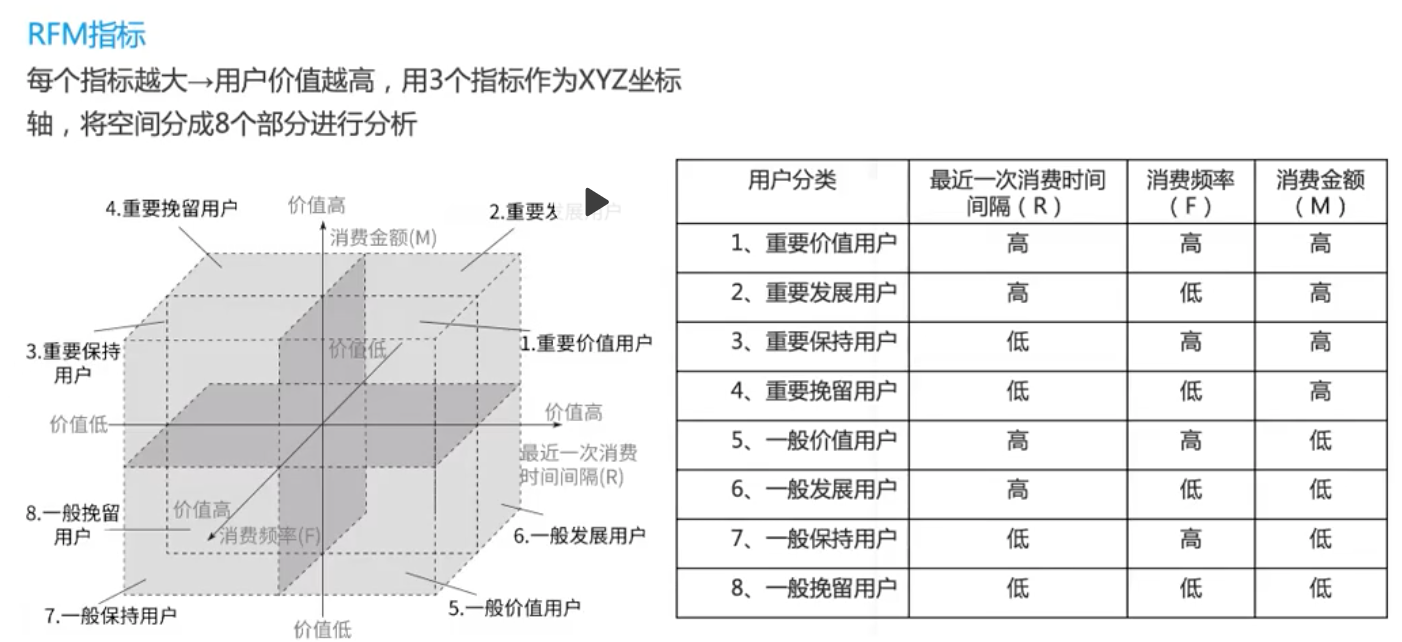 RFM指标
每个指标越大→用户价值越高，用3个指标作为XYZ坐标
轴，将空间分成8个部分进行分析
4.重要挽留用户
价值高
2.重要发展用户
消费金额(M)
3.重要保持
用户
价值低
1.重要价值用户
价值低
价值高
最近一次消费
时间间隔(R)
8.一般挽留
用户
价值高
消费频率(F)
6.一般发展用户
7.一般保持用户
5.一般价值用户
价值低
用户分类 最近一次消费时间间隔（R） 消费频率（F） 消费金额（M）
1、重要价值用户 高 高 高
2、重要发展用户 高 低 高
3、重要保持用户 低 高 高
4、重要挽留用户 低 低 高
5、一般价值用户 高 高 低
6、一般发展用户 高 低 低
7、一般保持用户 低 高 低
8、一般挽留用户 低 低 低